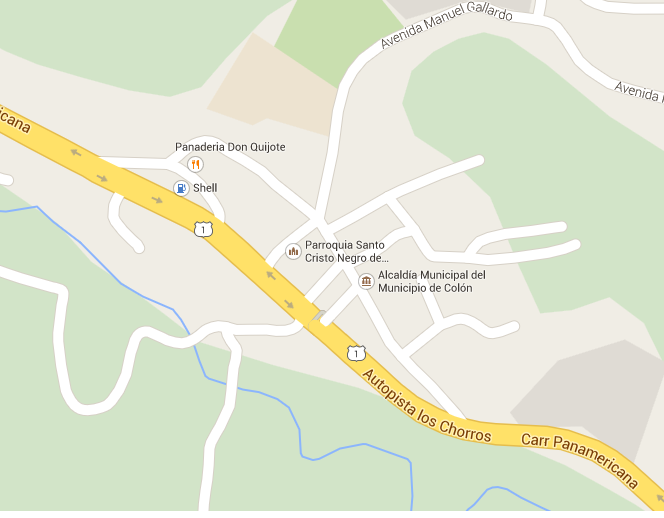 Avenida Manuel Gallardo
Avenida
icana
Panaderia Don Quijote
Shell
1
Parroquia Santo
Cristo Negro de...
Alcaldía Municipal del
Municipio de Colón
1
Autopista los Chorros
Carr Panamericana